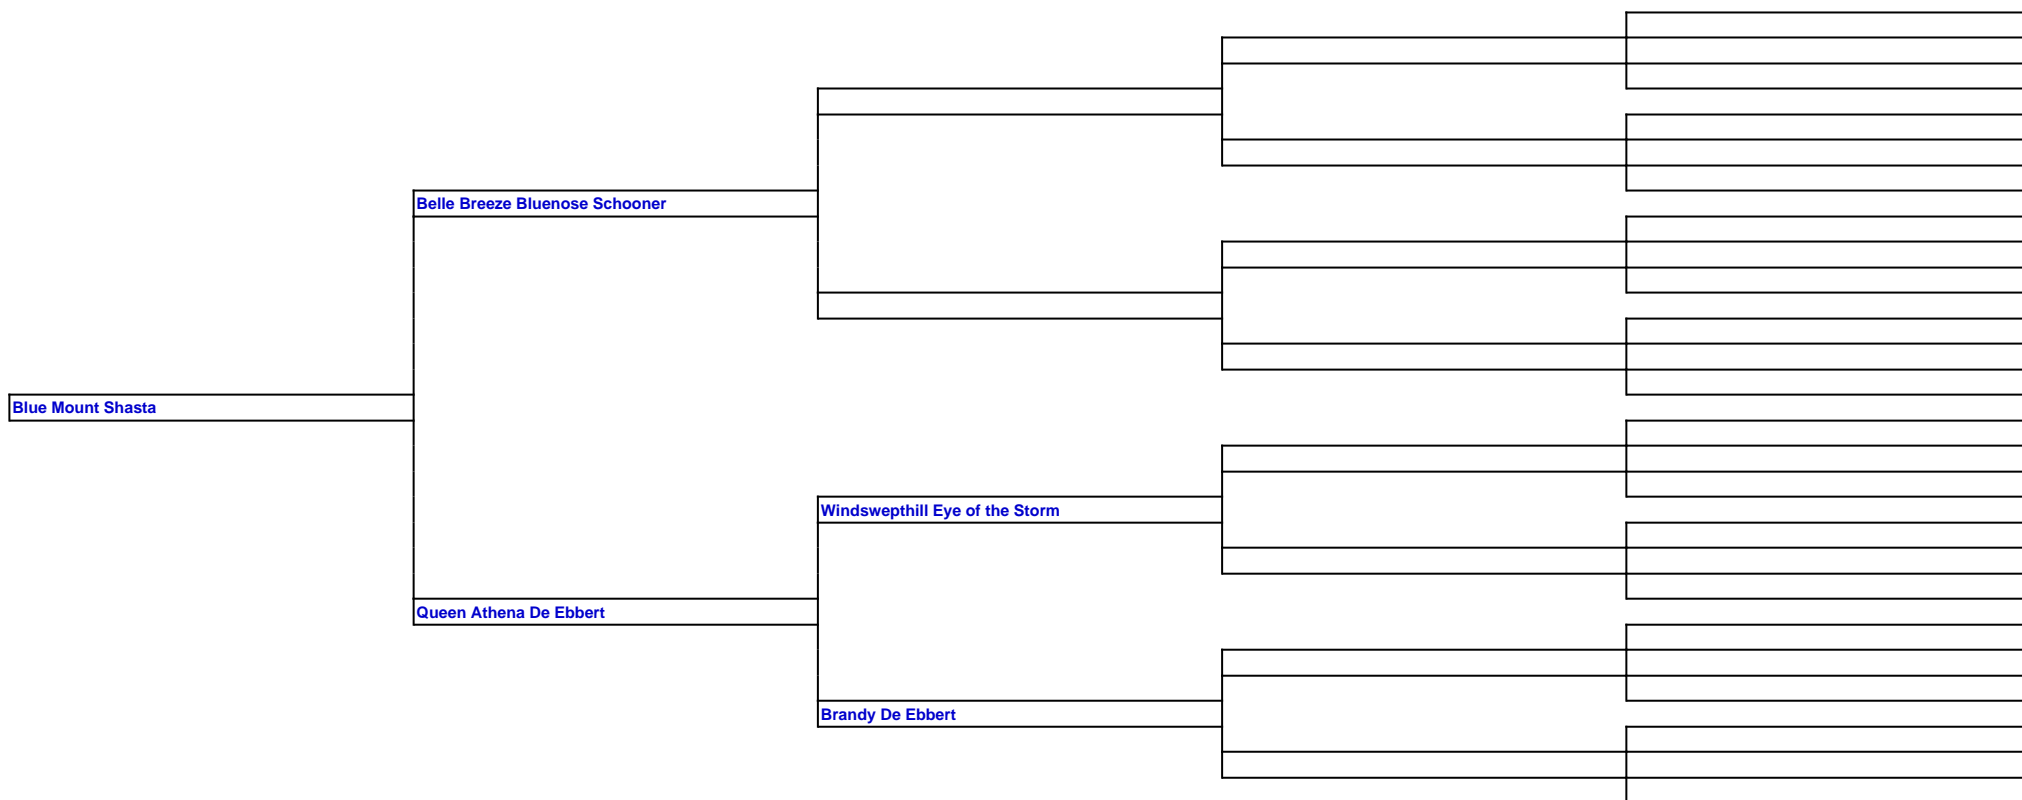 Belle Breeze Bluenose Schooner
Blue Mount Shasta
Windswepthill Eye of the Storm
Queen Athena De Ebbert
Brandy De Ebbert